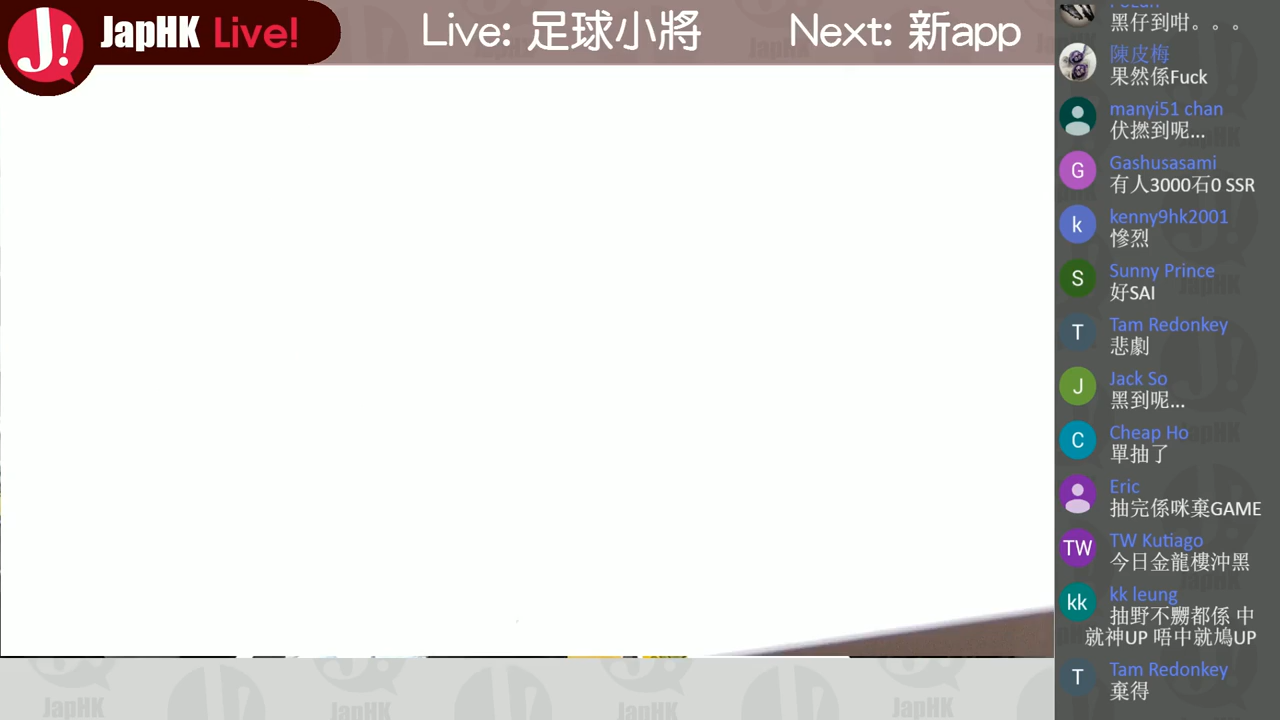 J!
JapHK Live!
Live: 足球小將
Next: 新app
黑仔到咁。。。
陳皮梅
果然係Fuck
manyi51 chan
伏撚到呢...
G
Gashusasami
有人3000石0 SSR
k
kenny9hk2001
慘烈
S
Sunny Prince
好SAI
T
Tam Redonkey
悲劇
J
Jack So
黑到呢...
C
Cheap Ho
單抽了
Eric
抽完係咪棄GAME
TW
TW Kutiago
今日金龍樓沖黑
kk
kk leung
抽野不嬲都係 中
就神UP 唔中就鳩UP
T
Tam Redonkey
棄得